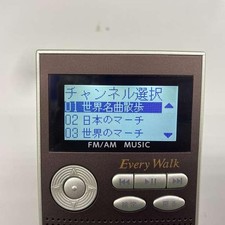 チャンネル選択
01 世界名曲散歩
02 日本のマーチ
03 世界のマーチ
FM/AM MUSIC
Every Walk